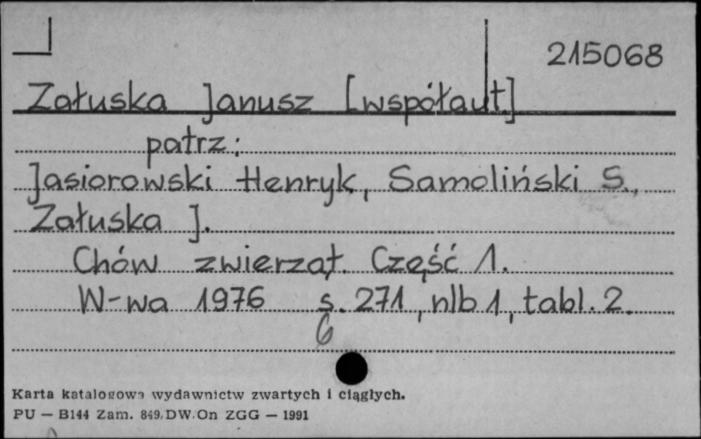 215068
Załuska Janusz [współaut]
patrz:
Jasiorowski Henryk, Samoliński S.,
Załuska J.
Chów zwierząt. Część 1.
W-wa 1976 s. 271, nlb 1, tabl. 2.
6
Karta katalogowa wydawnictw zwartych i ciągłych.
PU — B144 Zam. 849.DW.On ZGG — 1991